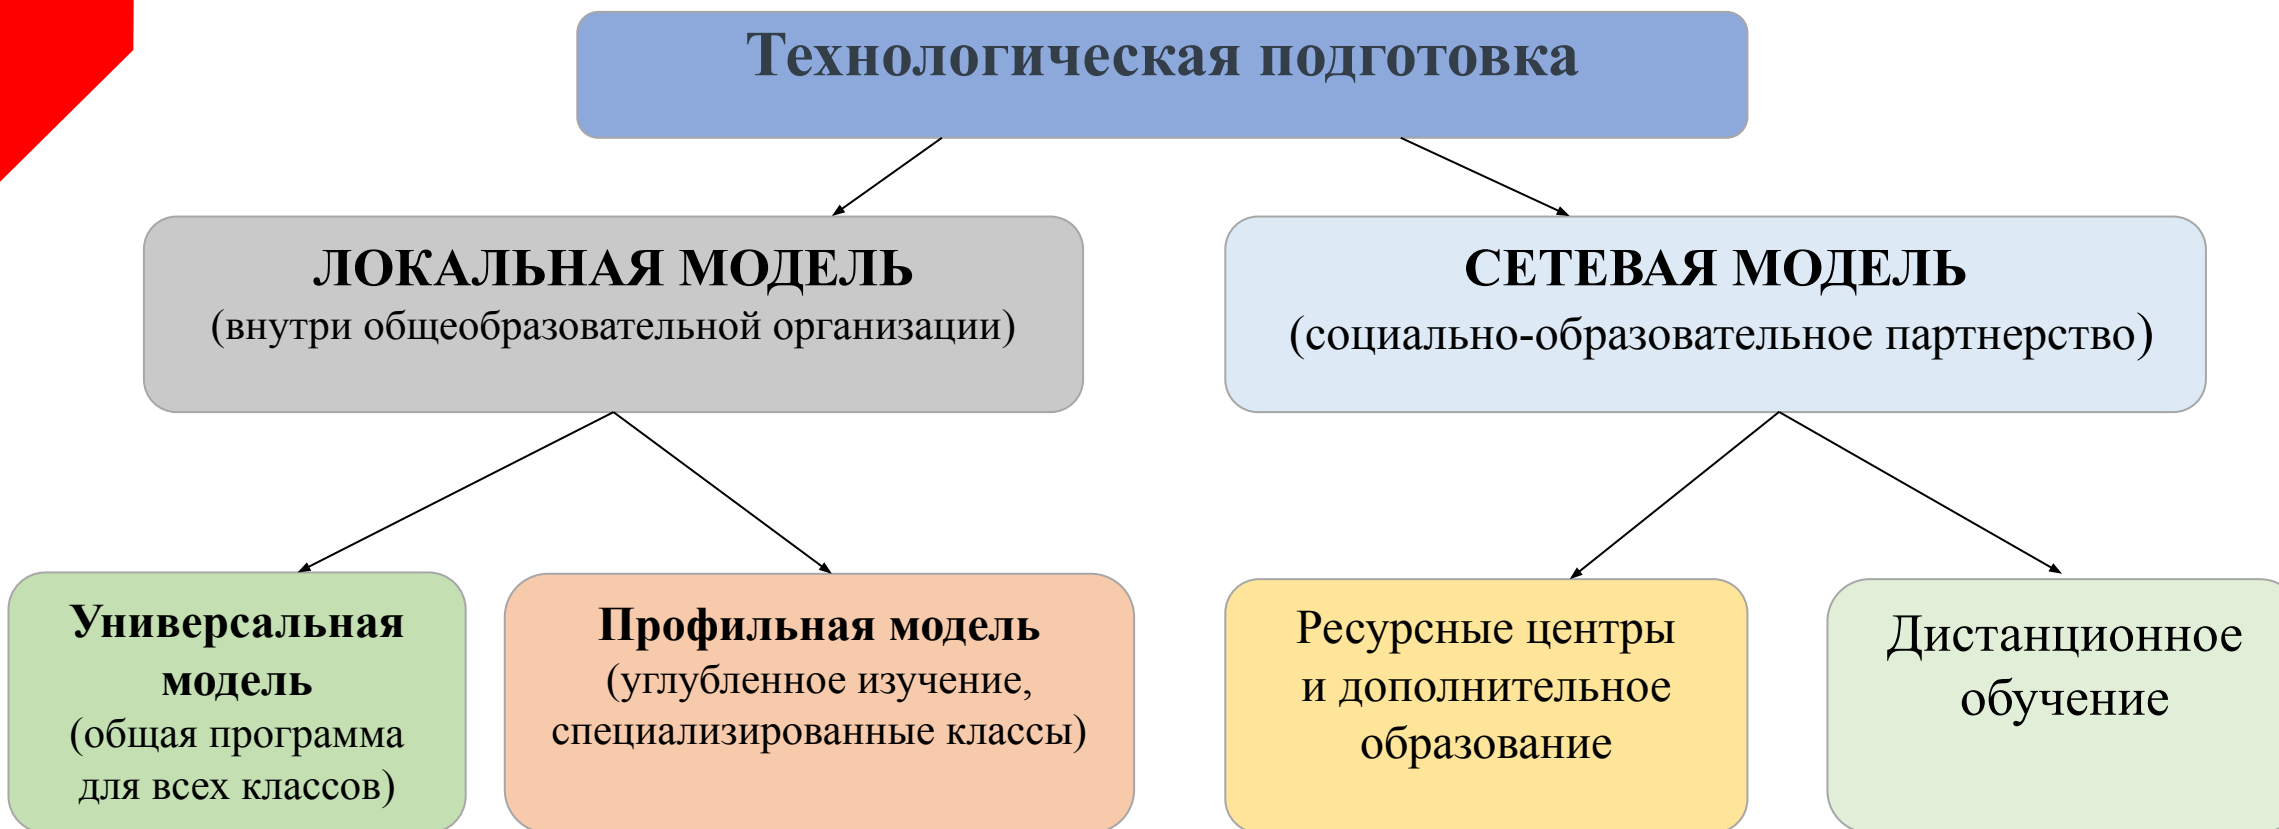 Технологическая подготовка
ЛОКАЛЬНАЯ МОДЕЛЬ
(внутри общеобразовательной организации)
СЕТЕВАЯ МОДЕЛЬ
(социально-образовательное партнерство)
Универсальная
модель
(общая программа
для всех классов)
Профильная модель
(углубленное изучение,
специализированные классы)
Ресурсные центры
и дополнительное
образование
Дистанционное
обучение